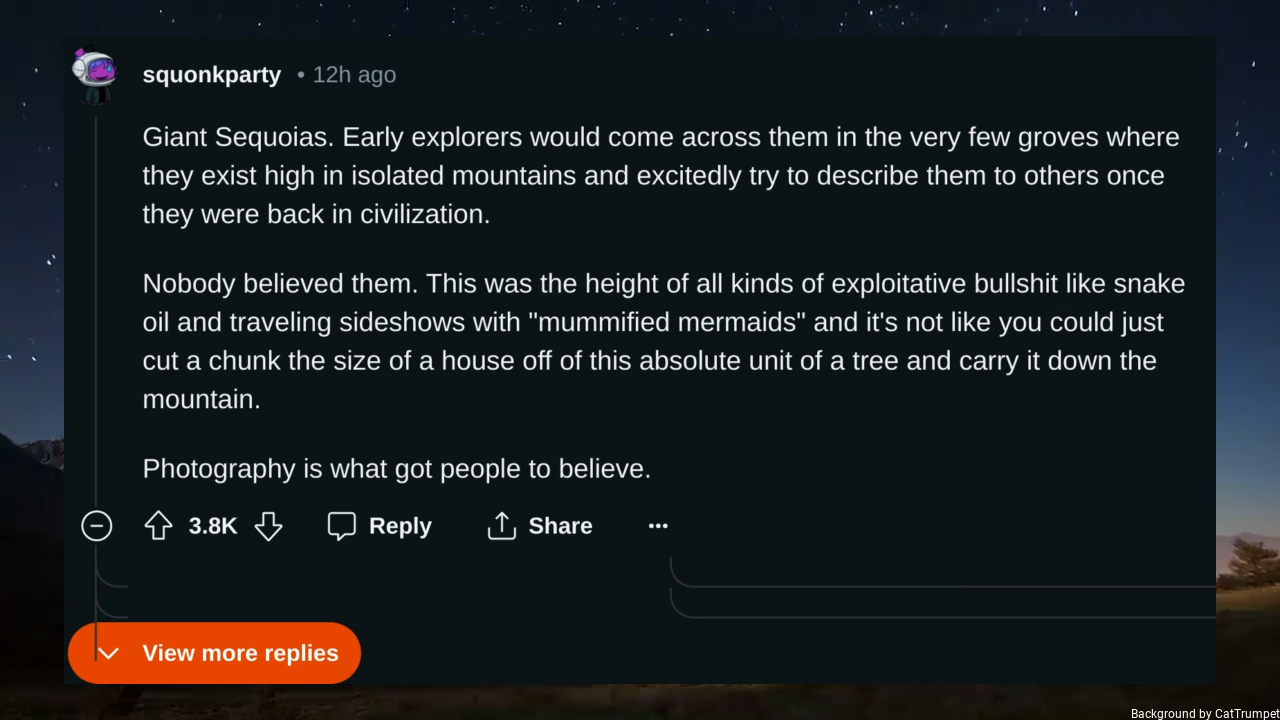 squonkparty • 12h ago
Giant Sequoias. Early explorers would come across them in the very few groves where
they exist high in isolated mountains and excitedly try to describe them to others once
they were back in civilization.
Nobody believed them. This was the height of all kinds of exploitative bullshit like snake
oil and traveling sideshows with "mummified mermaids" and it's not like you could just
cut a chunk the size of a house off of this absolute unit of a tree and carry it down the
mountain.
Photography is what got people to believe.
3.8K Reply Share
View more replies
Background by CatTrumpet